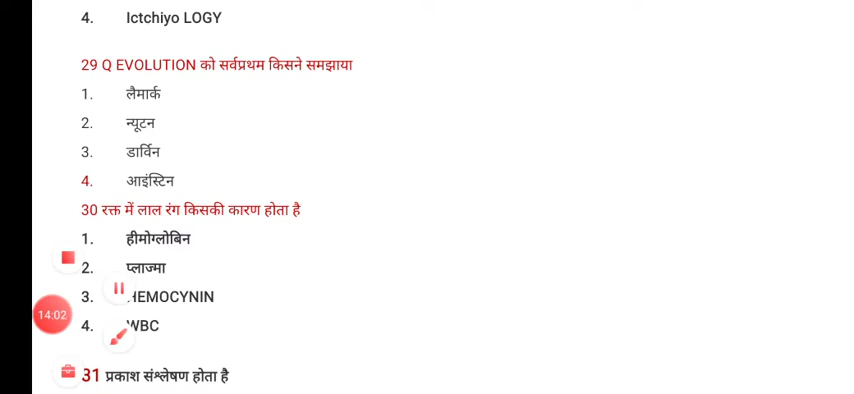 4. Ictchiyo LOGY
29 Q EVOLUTION को सर्वप्रथम किसने समझाया
1. लैमार्क
2. न्यूटन
3. डार्विन
4. आइंस्टिन
30 रक्त में लाल रंग किसकी कारण होता है
1. हीमोग्लोबिन
2. प्लाज्मा
3. HEMOCYNIN
14:02
4. WBC
31 प्रकाश संश्लेषण होता है